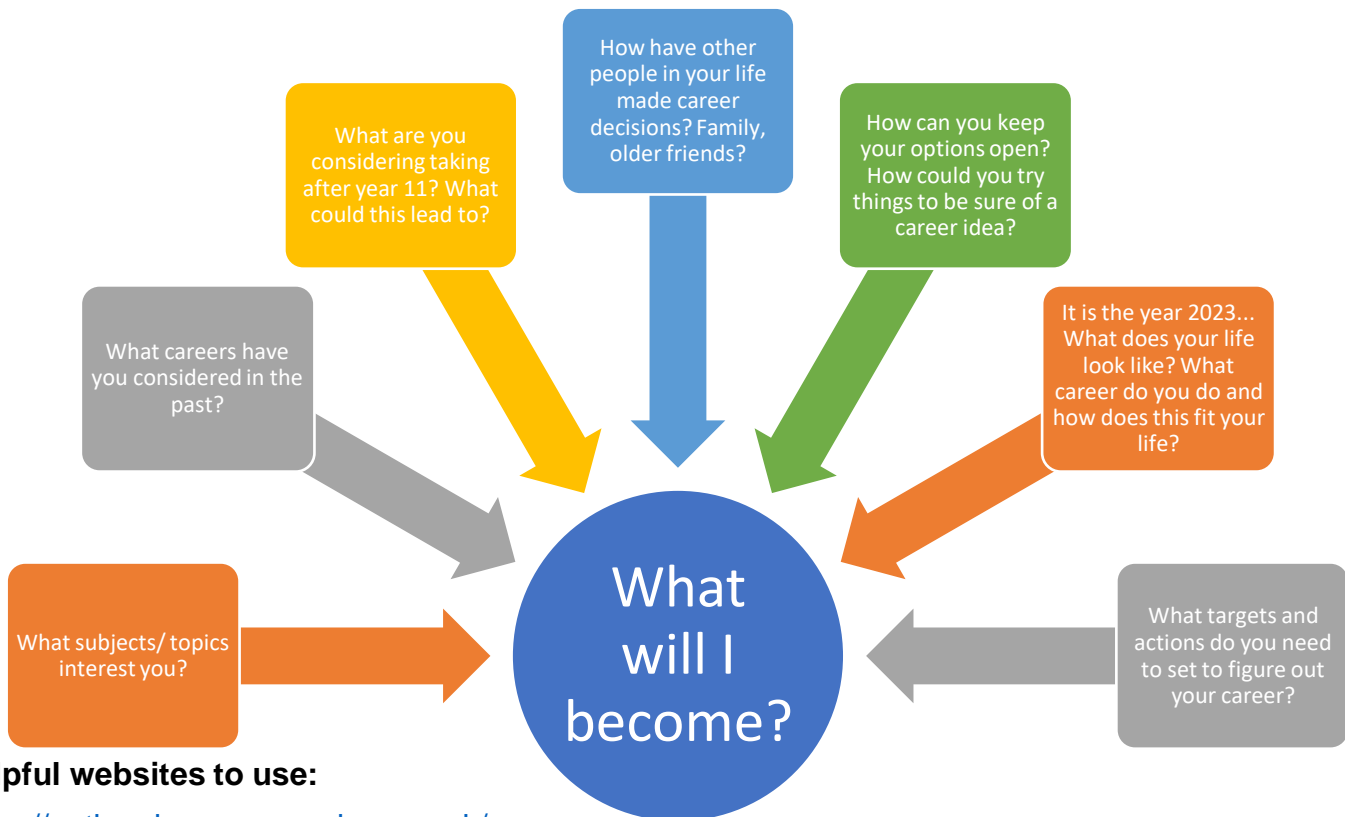 How have other
people in your life
made career
decisions? Family,
older friends?
What are you
considering taking
after year 11? What
could this lead to?
How can you keep
your options open?
How could you try
things to be sure of a
career idea?
What careers have
you considered in the
past?
It is the year 2023...
What does your life
look like? What
career do you do and
how does this fit your
life?
What subjects/ topics
interest you?
What
will I
become?
What targets and
actions do you need
to set to figure out
your career?
pful websites to use: